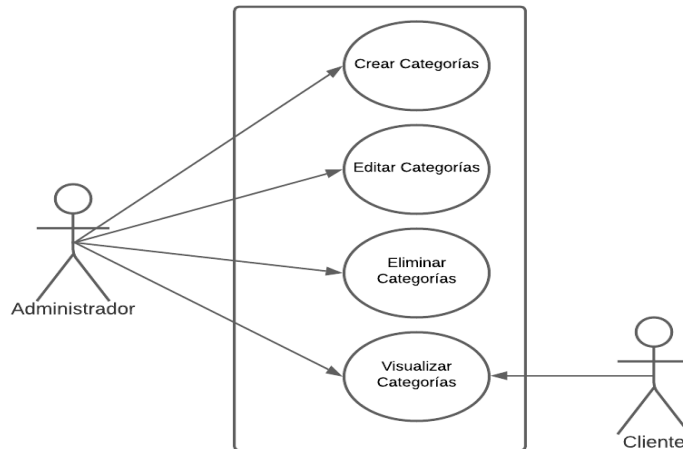 Crear Categorías
Editar Categorías
Eliminar
Categorías
Administrador
Visualizar
Categorías
Cliente